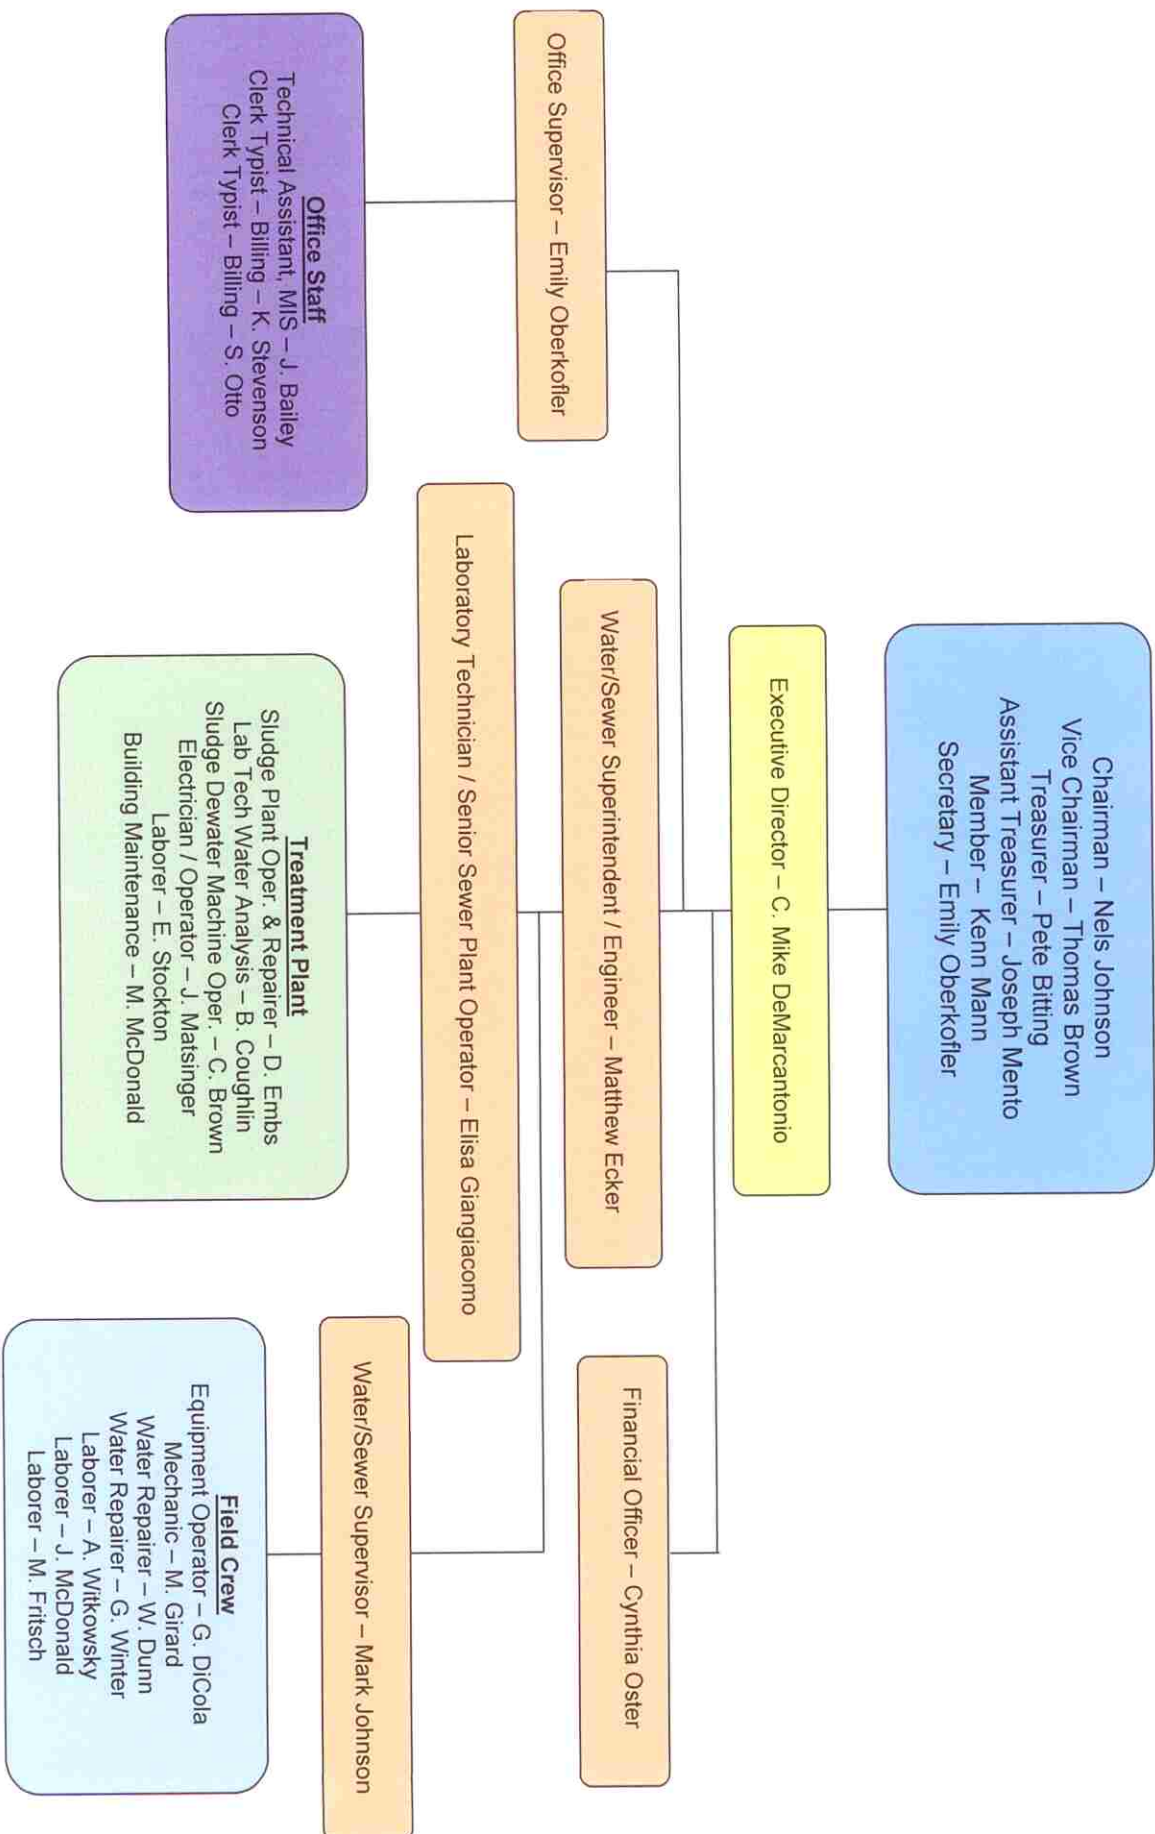 Chairman – Nels Johnson
Vice Chairman – Thomas Brown
Treasurer – Pete Bitting
Assistant Treasurer – Joseph Mento
Member – Kenn Mann
Secretary – Emily Oberkofler
Executive Director – C. Mike DeMarcantonio
Office Supervisor – Emily Oberkofler
Water/Sewer Superintendent / Engineer – Matthew Ecker
Financial Officer – Cynthia Oster
Laboratory Technician / Senior Sewer Plant Operator – Elisa Giangiacomo
Water/Sewer Supervisor – Mark Johnson
Office Staff
Technical Assistant, MIS – J. Bailey
Clerk Typist – Billing – K. Stevenson
Clerk Typist – Billing – S. Otto
Treatment Plant
Sludge Plant Oper. & Repairer – D. Embs
Lab Tech Water Analysis – B. Coughlin
Sludge Dewater Machine Oper. – C. Brown
Electrician / Operator – J. Matsinger
Laborer – E. Stockton
Building Maintenance – M. McDonald
Field Crew
Equipment Operator – G. DiCola
Mechanic – M. Girard
Water Repairer – W. Dunn
Water Repairer – G. Winter
Laborer – A. Witkowsky
Laborer – J. McDonald
Laborer – M. Fritsch